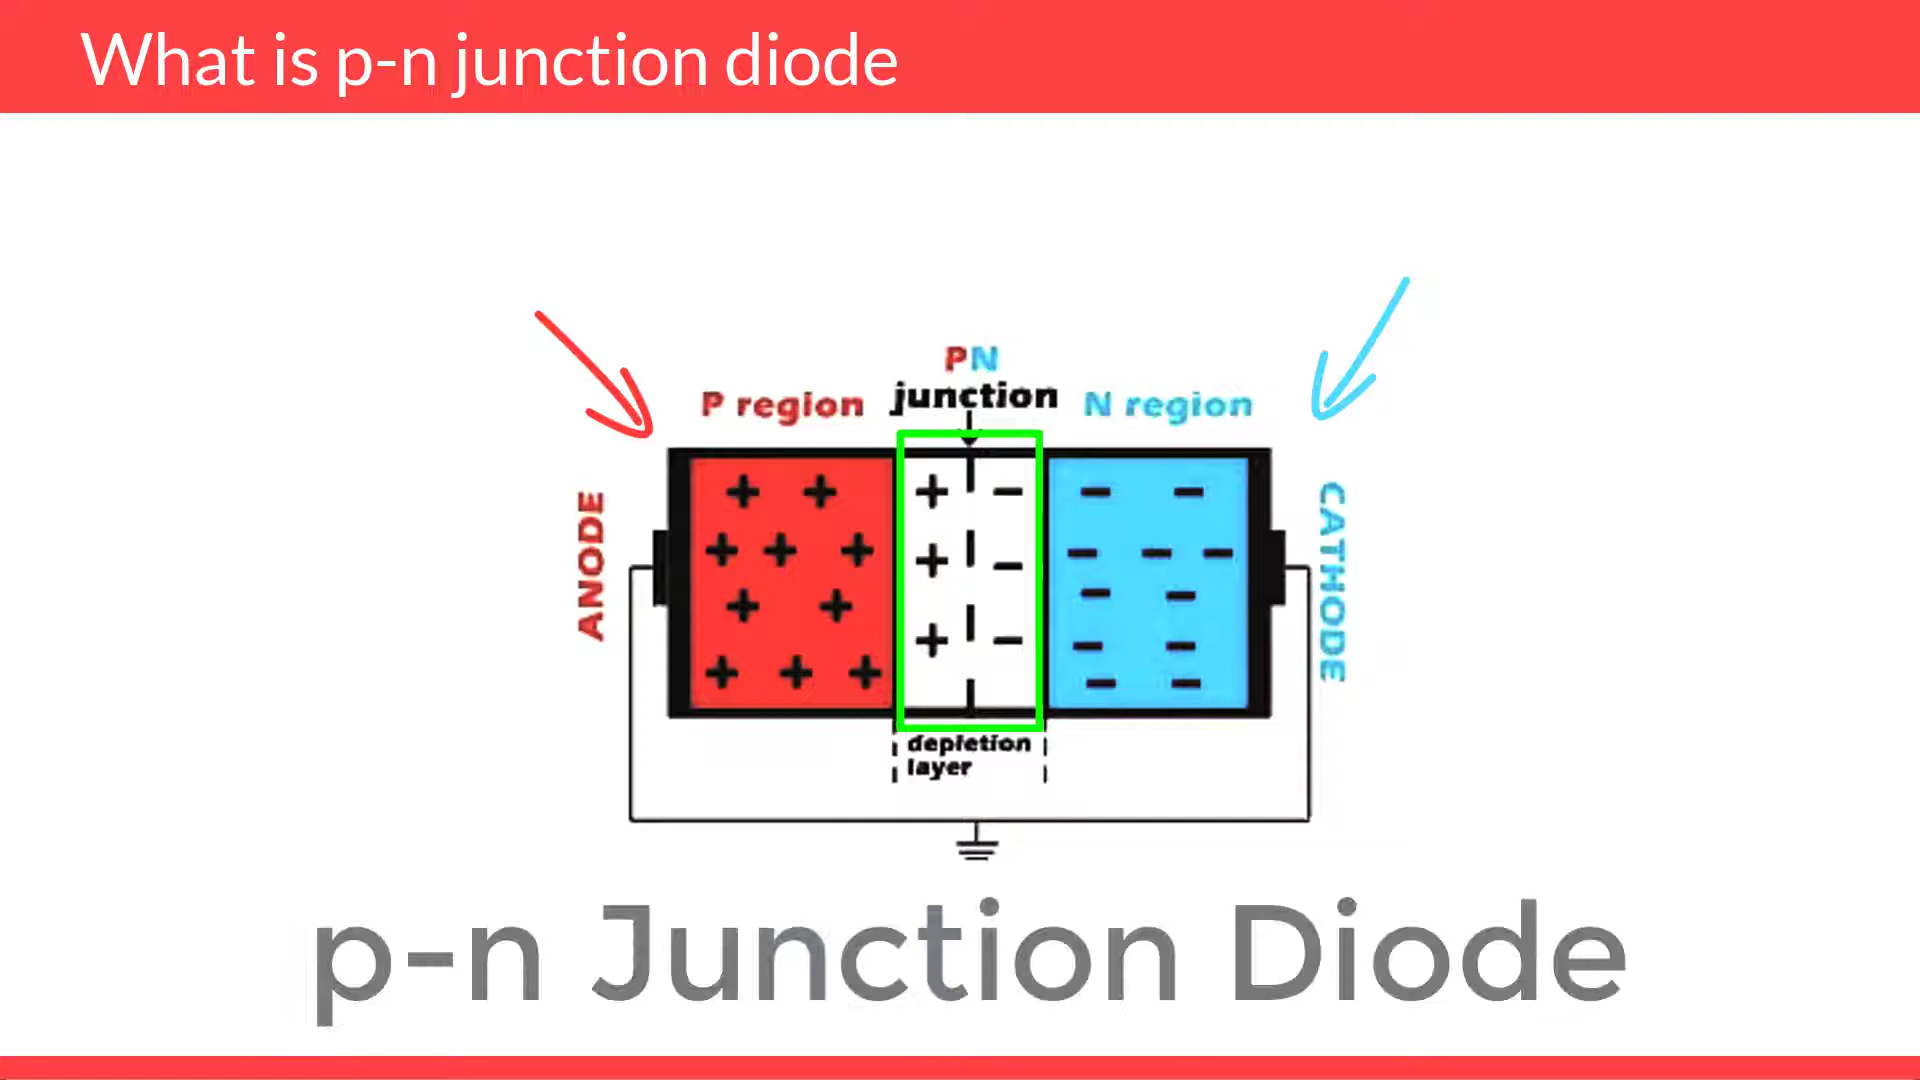 What is p-n junction diode
PN
junction
P region
N region
ANODE
CATHODE
depletion
layer
p-n Junction Diode